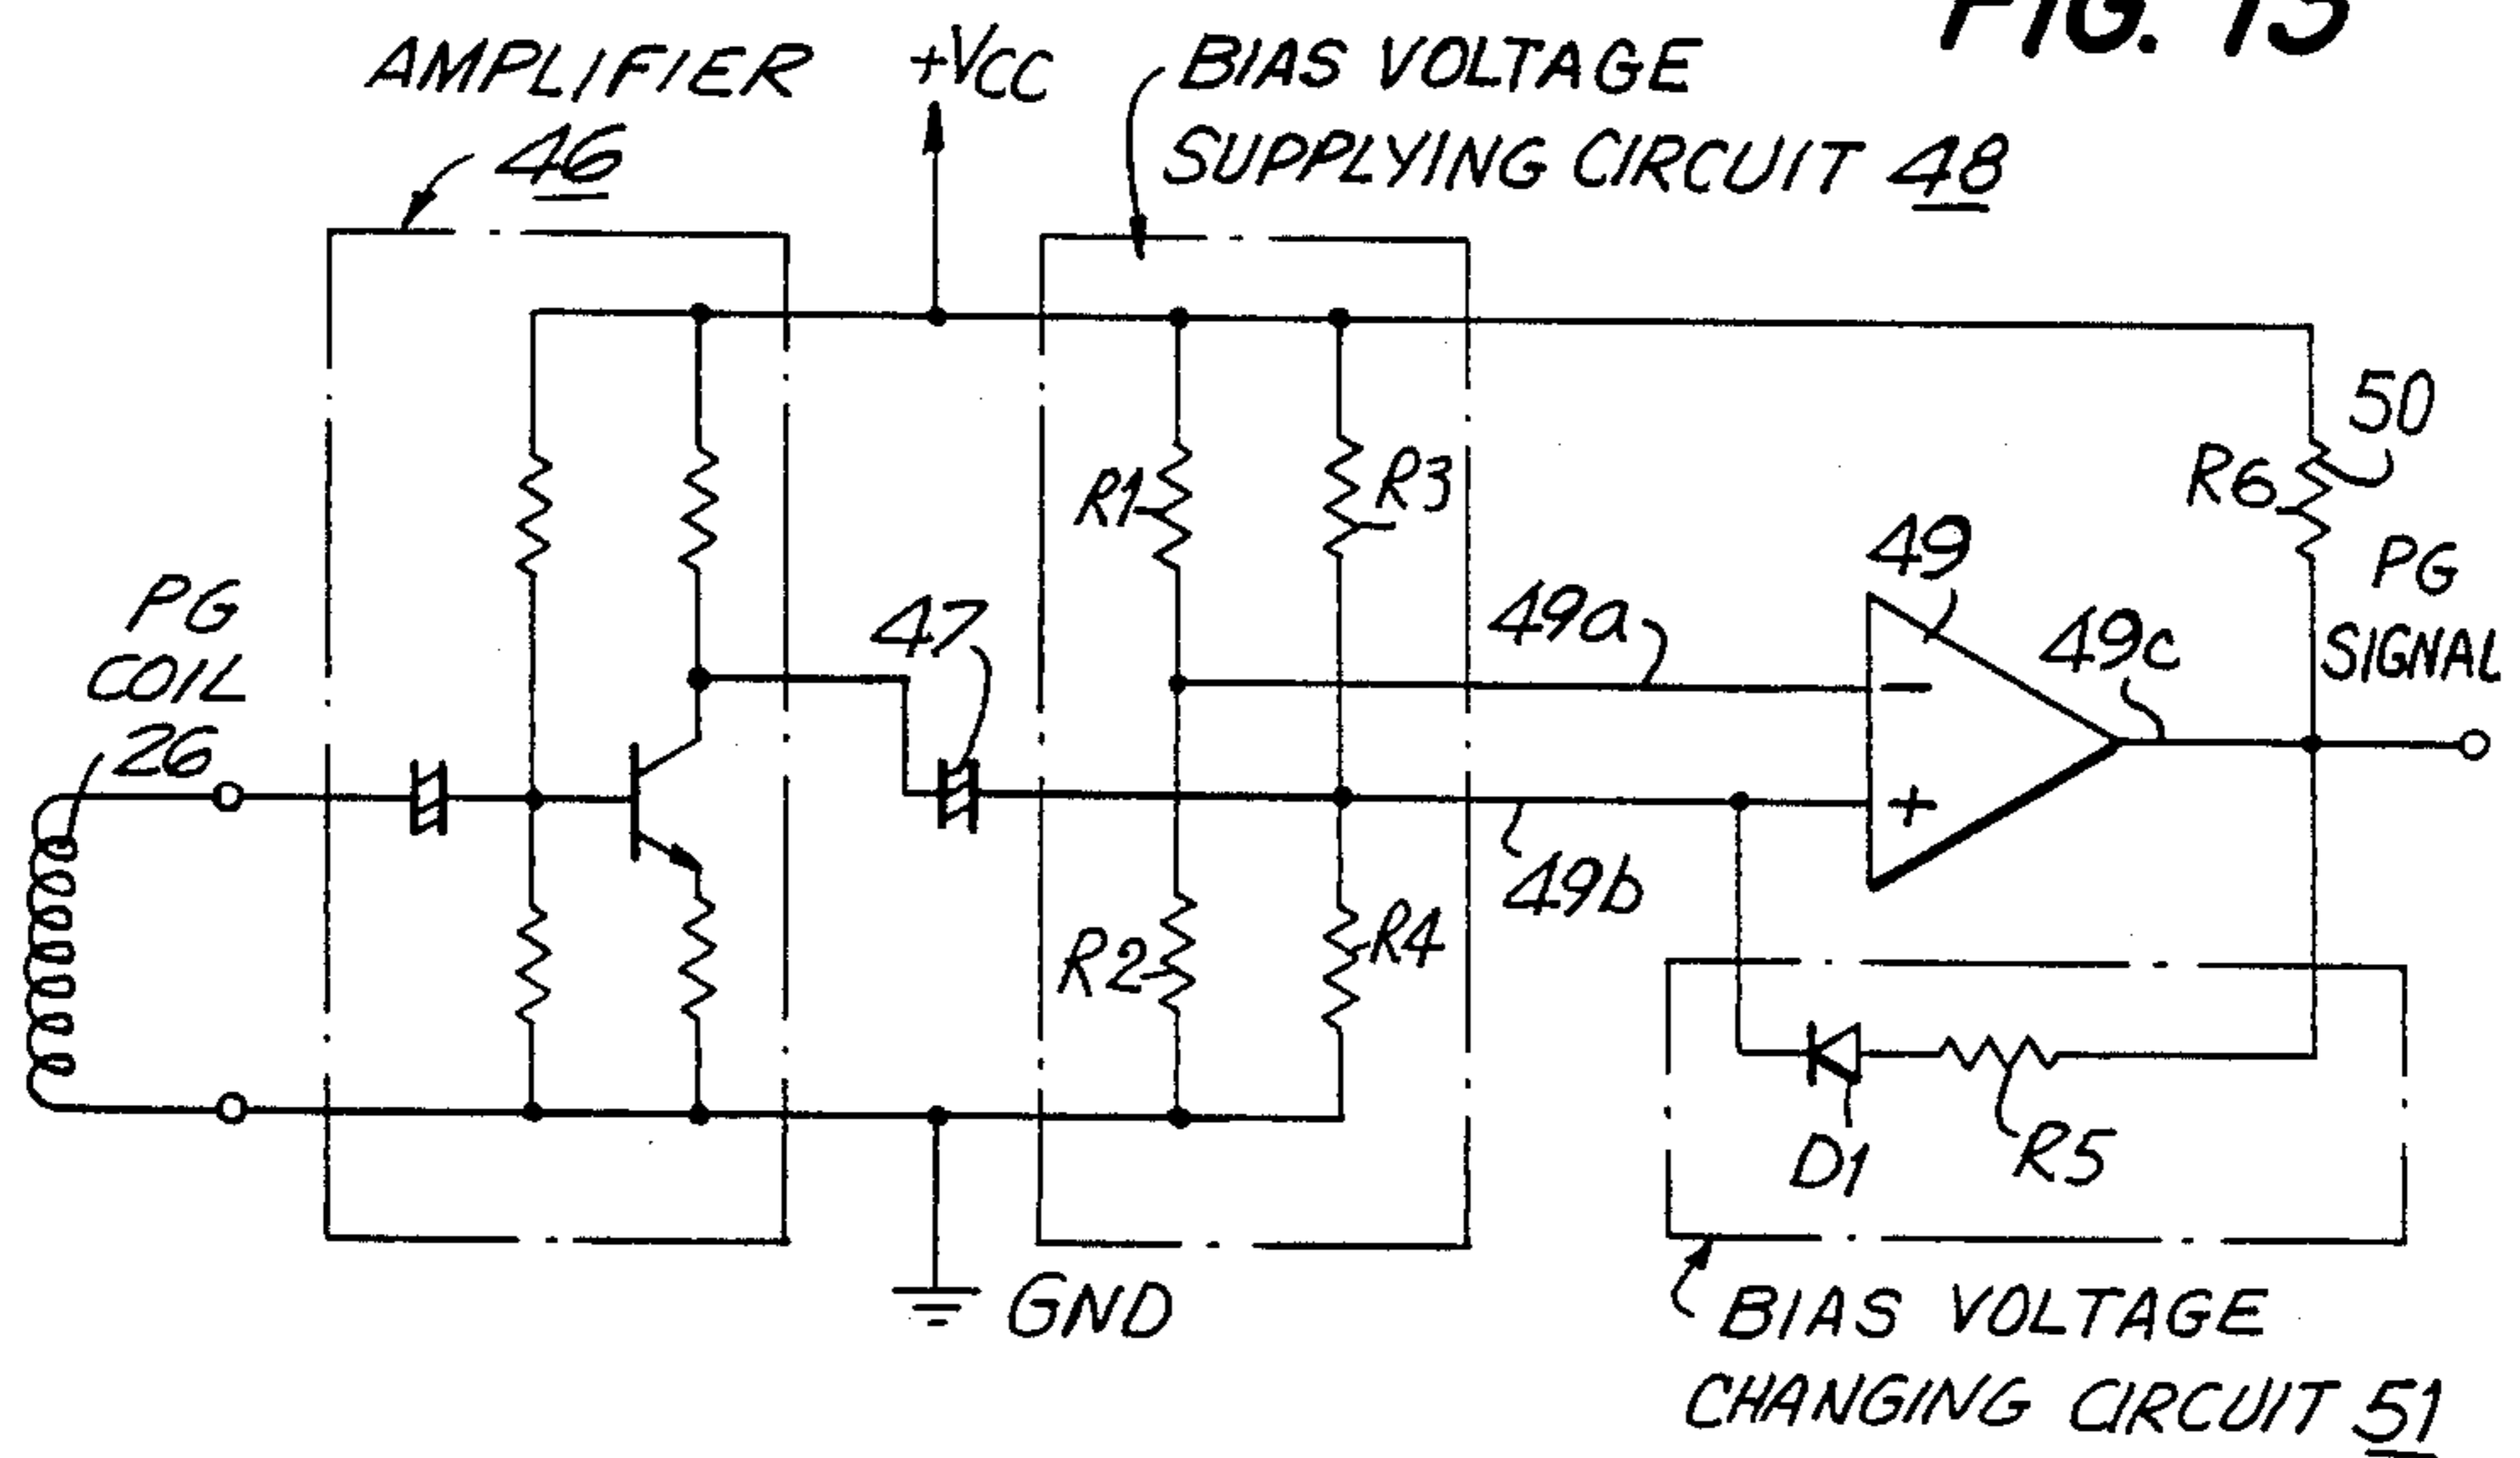 FIG. 13
AMPLIFIER
46
+VCC
BIAS VOLTAGE
SUPPLYING CIRCUIT 48
50
R1
R3
R6
49
PG
SIGNAL
PG
COIL
26
47
49a
49c
+
49b
R2
R4
D1
R5
GND
BIAS VOLTAGE
CHANGING CIRCUIT 51